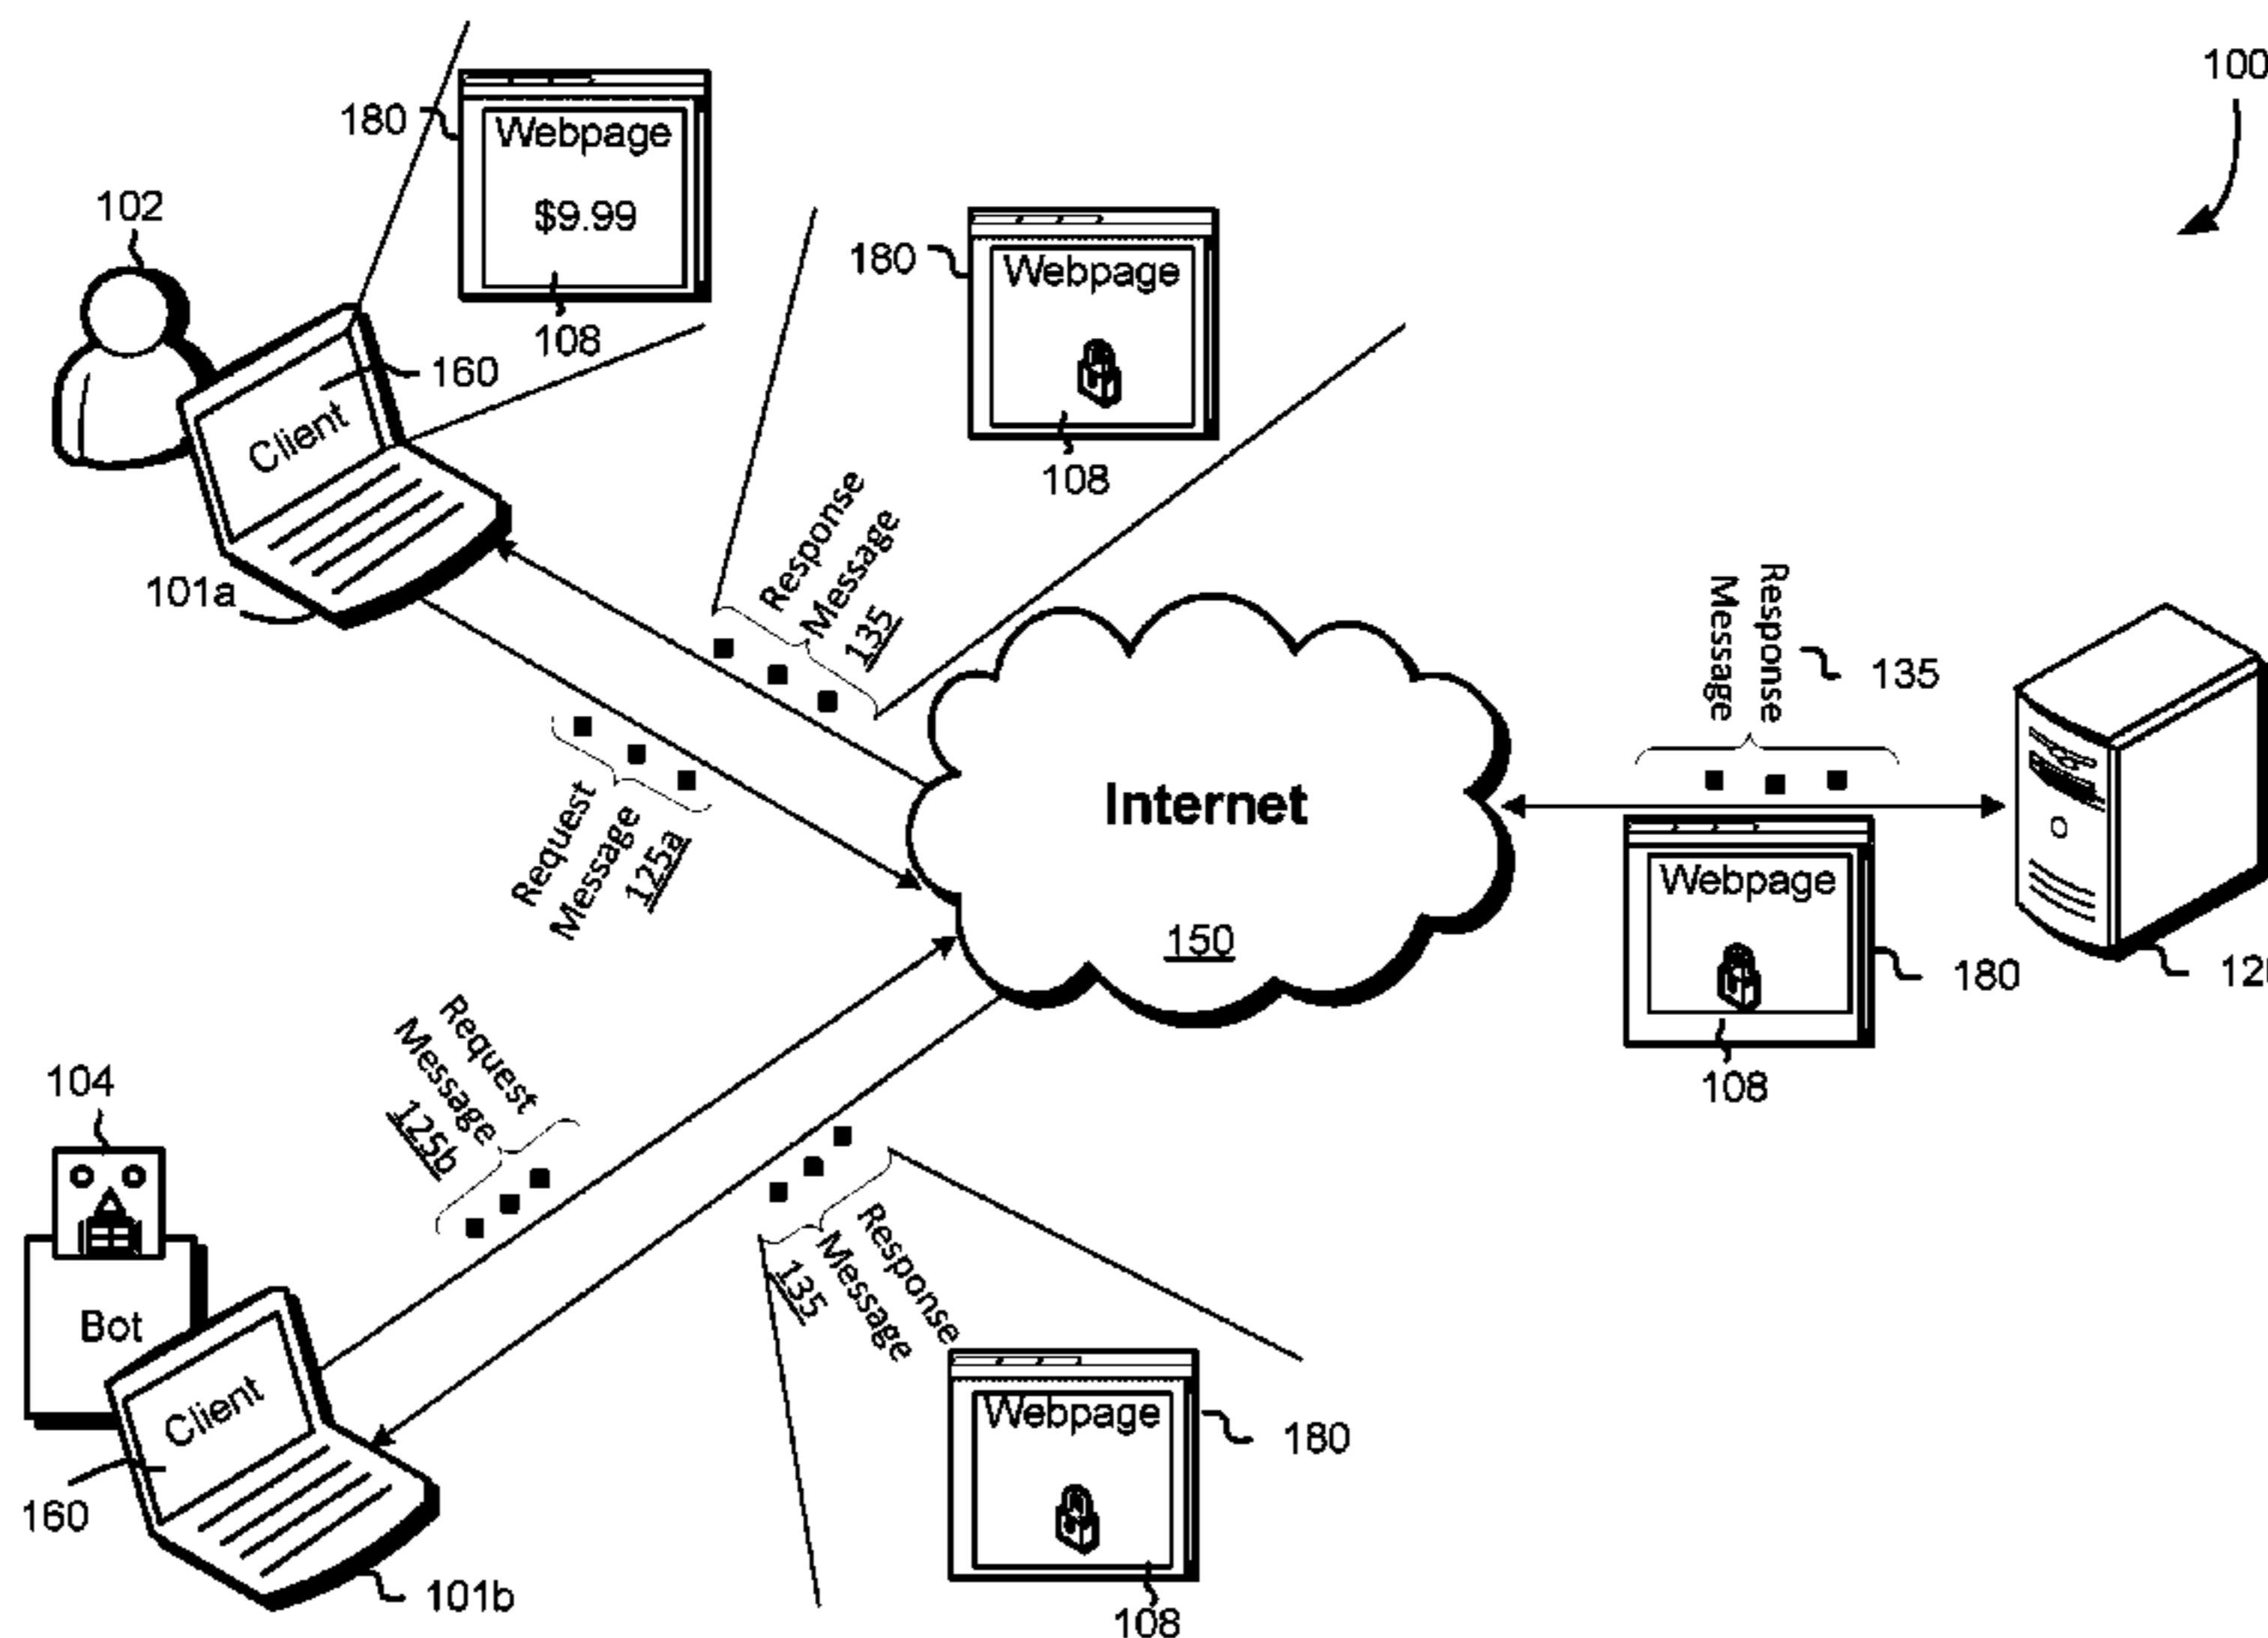 100
180
Webpage
$9.99
108
102
160
Client
101a
180
Webpage
108
Response
Message
135
Request
Message
125a
Internet
150
Response
Message
135
Webpage
180
108
104
Bot
Client
160
101b
Request
Message
125b
Response
Message
135
Webpage
180
108